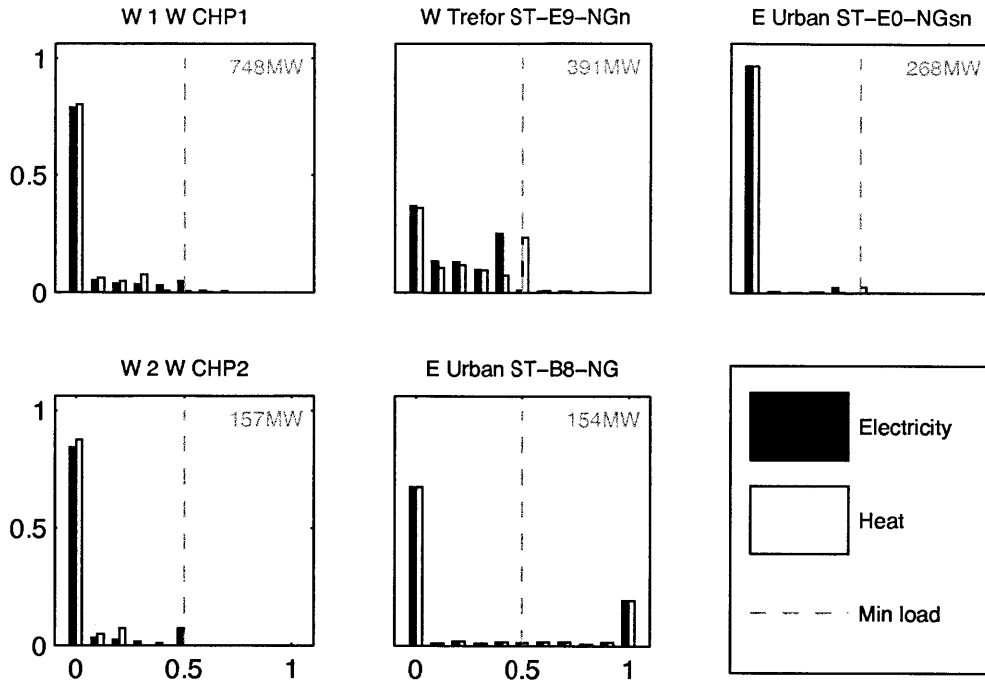 W 1 W CHP1
W Trefor ST−E9−NGn
E Urban ST−E0−NGsn
1
0.5
0
748MW
391MW
268MW
W 2 W CHP2
E Urban ST−B8−NG
1
0.5
0
157MW
154MW
0
0.5
1
0
0.5
1
Electricity
Heat
Min load